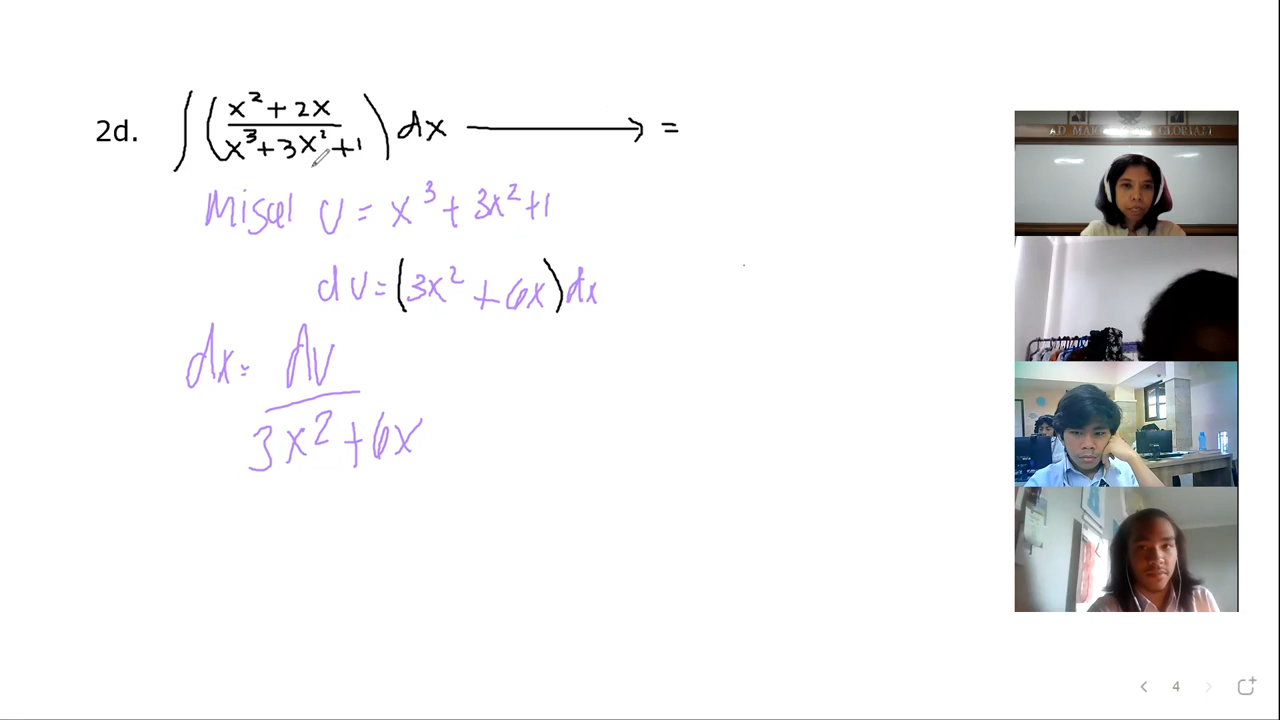 2d. ∫ ( (x² + 2x) / (x³ + 3x² + 1) ) dx ⟶ =
Misal U = x³ + 3x² + 1
dU = (3x² + 6x) dx
dx = dU / (3x² + 6x)
4